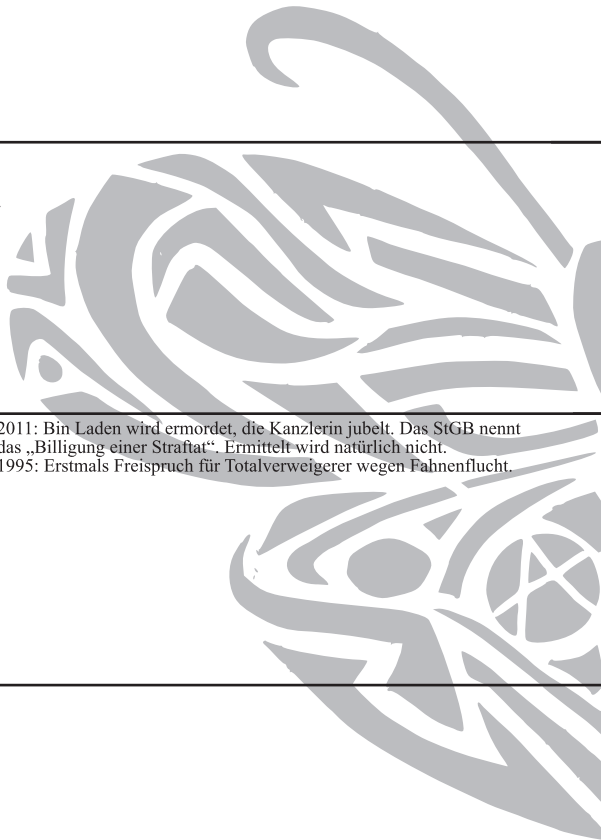 2011: Bin Laden wird ermordet, die Kanzlerin jubelt. Das StGB nennt
das „Billigung einer Straftat“. Ermittelt wird natürlich nicht.
1995: Erstmals Freispruch für Totalverweigerer wegen Fahnenflucht.